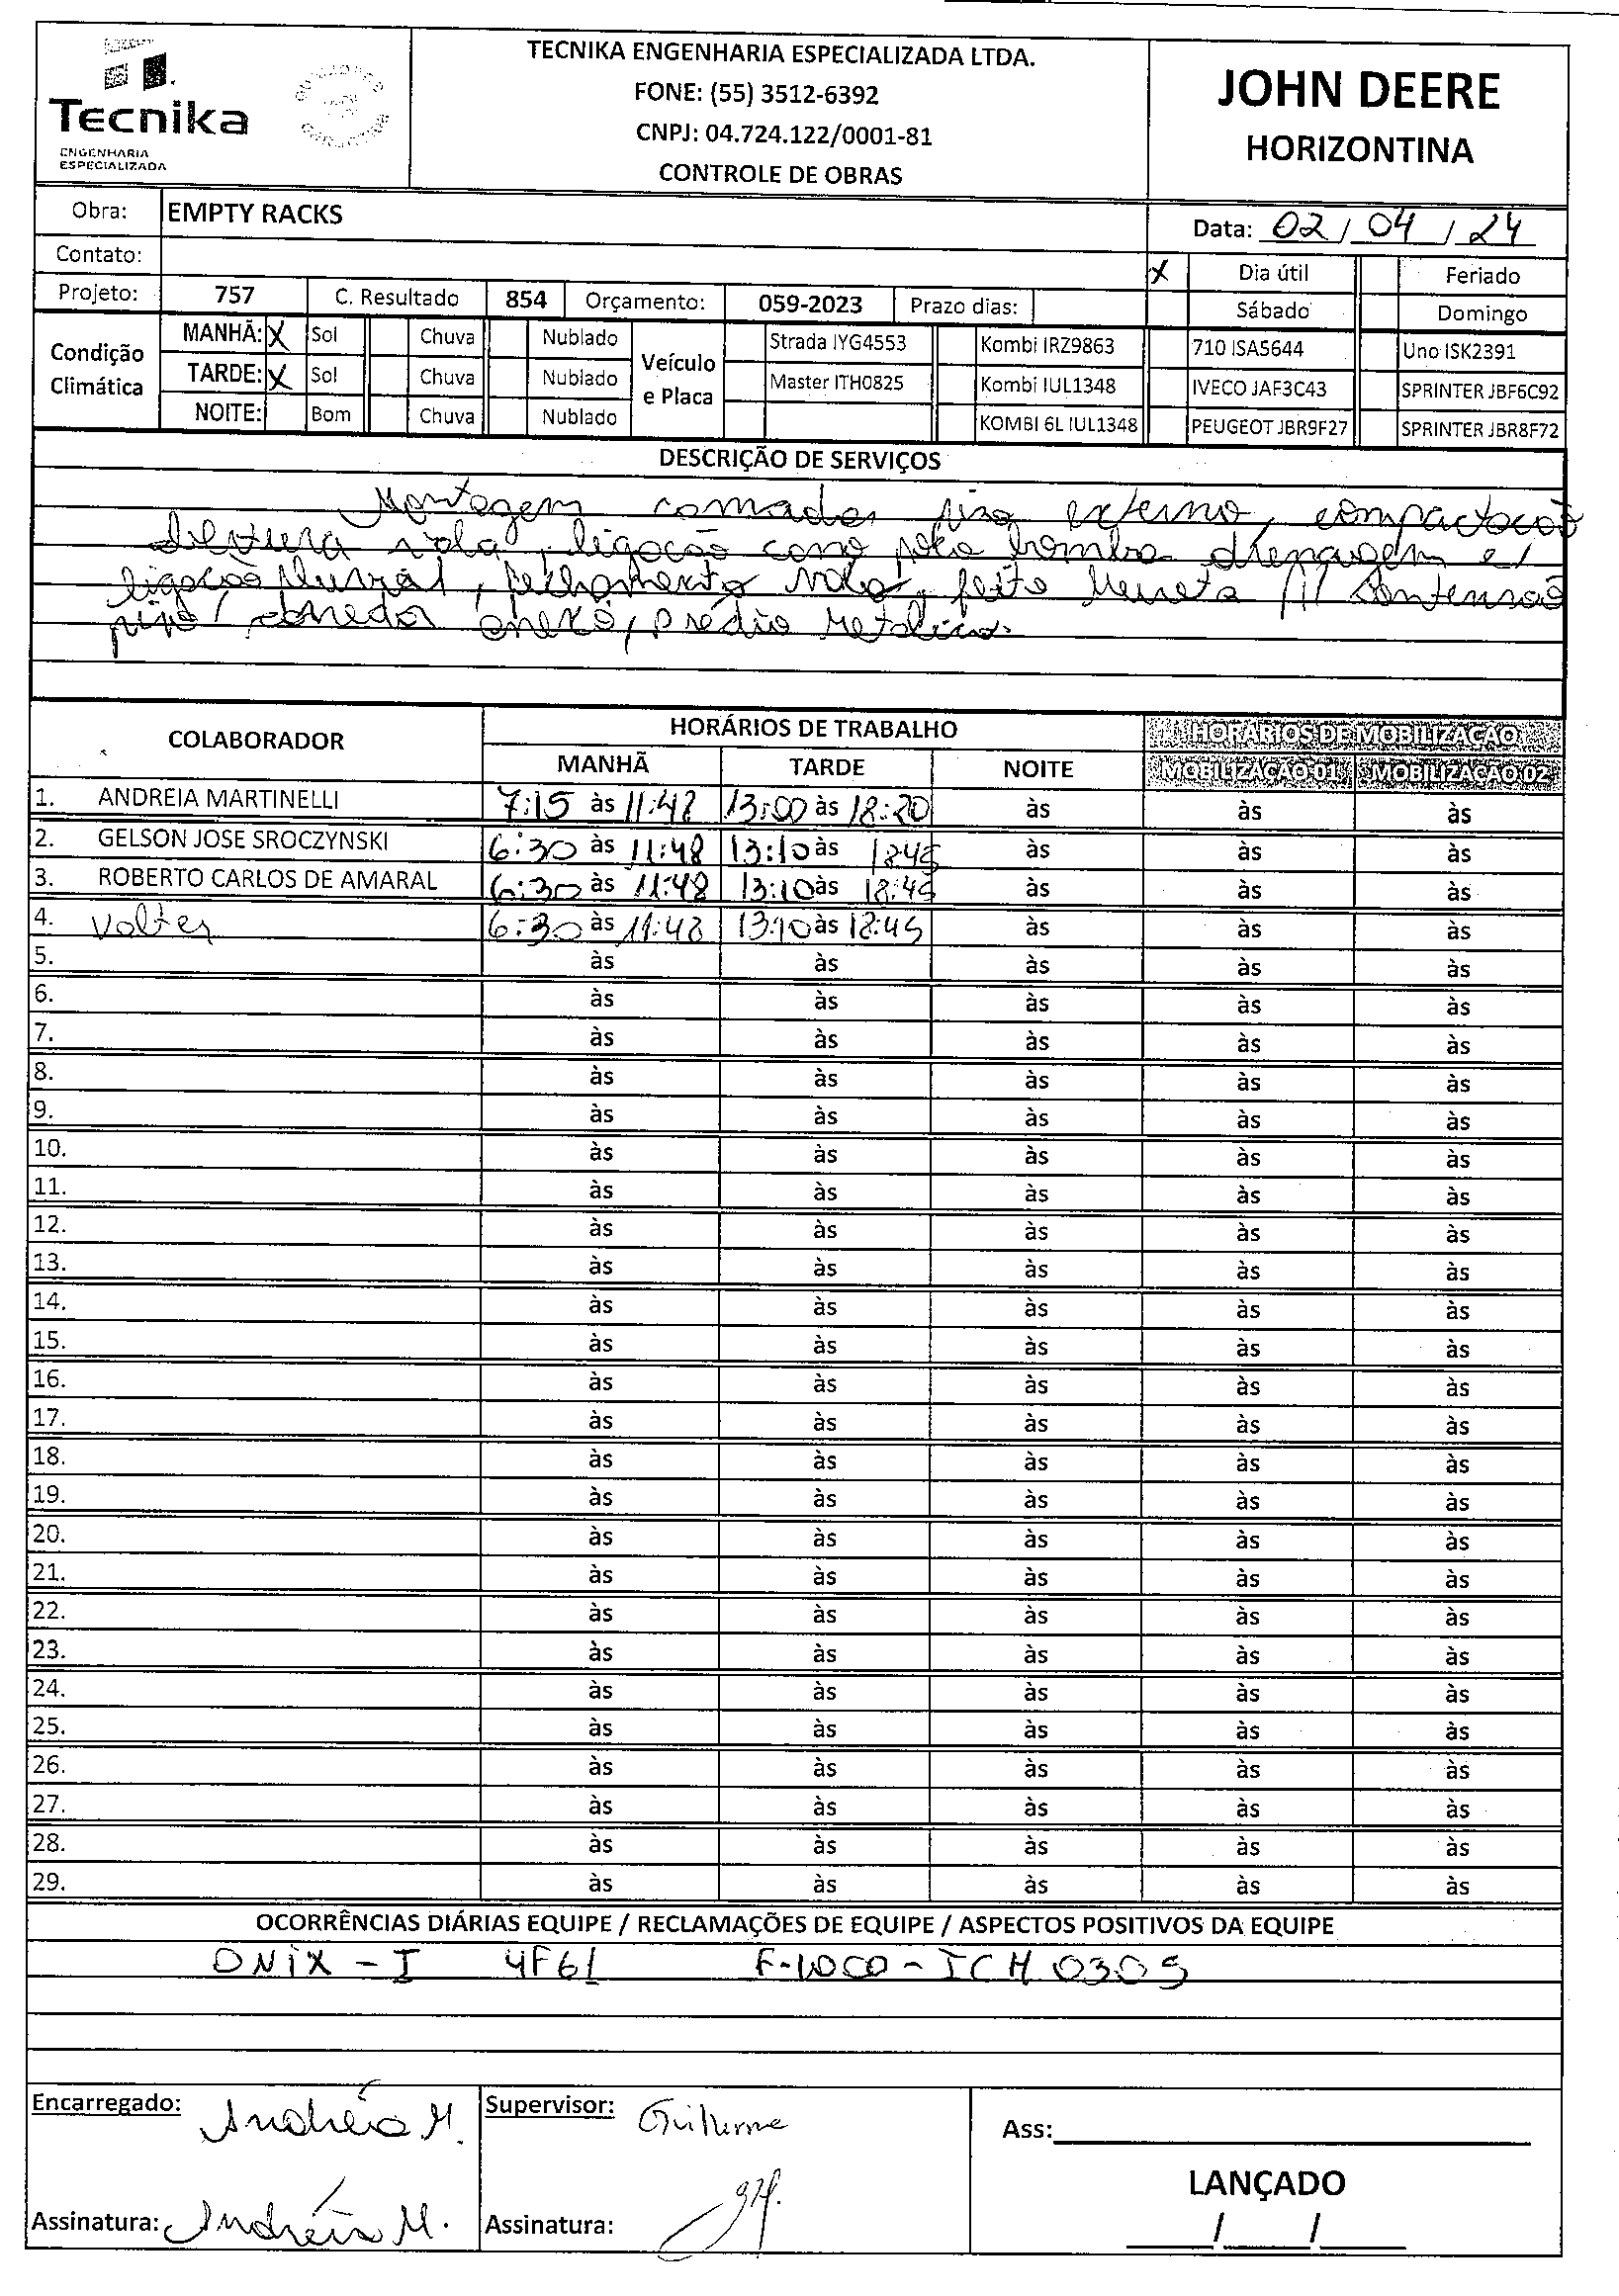 Tecnika
ENGENHARIA
ESPECIALIZADA
TECNIKA ENGENHARIA ESPECIALIZADA LTDA.
FONE: (55) 3512-6392
CNPJ: 04.724.122/0001-81
CONTROLE DE OBRAS
JOHN DEERE
HORIZONTINA
Obra: EMPTY RACKS
Data: 02/04/24
Contato:
X Dia útil Feriado
Projeto: 757 C. Resultado 854 Orçamento: 059-2023 Prazo dias:
Sábado Domingo
Condição Climática
MANHÃ: X Sol Chuva Nublado
TARDE: X Sol Chuva Nublado
NOITE: Bom Chuva Nublado
Veículo e Placa
Strada IYG4553 Kombi IRZ9863 710 ISA5644 Uno ISK2391
Master ITH0825 Kombi IUL1348 IVECO JAF3C43 SPRINTER JBF6C92
KOMBI 6L IUL1348 PEUGEOT JBR9F27 SPRINTER JBR8F72
DESCRIÇÃO DE SERVIÇOS
Montagem camadas piso externo, compactação
vala, ligação cano bomba drenagem e
ligação pluvial, fechamento vala, feito Mureta p/ Contensão
piso corredor anexo, prédio Metalico.
COLABORADOR HORÁRIOS DE TRABALHO HORÁRIOS DE MOBILIZAÇÃO
MANHÃ TARDE NOITE MOBILIZAÇÃO 01 MOBILIZAÇÃO 02
1. ANDREIA MARTINELLI 7:15 às 11:48 13:00 às 18:20 às às às
2. GELSON JOSE SROCZYNSKI 6:30 às 11:48 13:10 às 18:45 às às às
3. ROBERTO CARLOS DE AMARAL 6:30 às 11:48 13:10 às 18:45 às às às
4. Volter 6:30 às 11:48 13:10 às 18:45 às às às
5. às às às às às
6. às às às às às
7. às às às às às
8. às às às às às
9. às às às às às
10. às às às às às
11. às às às às às
12. às às às às às
13. às às às às às
14. às às às às às
15. às às às às às
16. às às às às às
17. às às às às às
18. às às às às às
19. às às às às às
20. às às às às às
21. às às às às às
22. às às às às às
23. às às às às às
24. às às às às às
25. às às às às às
26. às às às às às
27. às às às às às
28. às às às às às
29. às às às às às
OCORRÊNCIAS DIÁRIAS EQUIPE / RECLAMAÇÕES DE EQUIPE / ASPECTOS POSITIVOS DA EQUIPE
ONIX - I 4F61 F-1000 - ICH 0305
Encarregado: Andréia M. Supervisor: Guilherme
Ass:
LANÇADO
Assinatura: Andréia M. Assinatura:
/ /